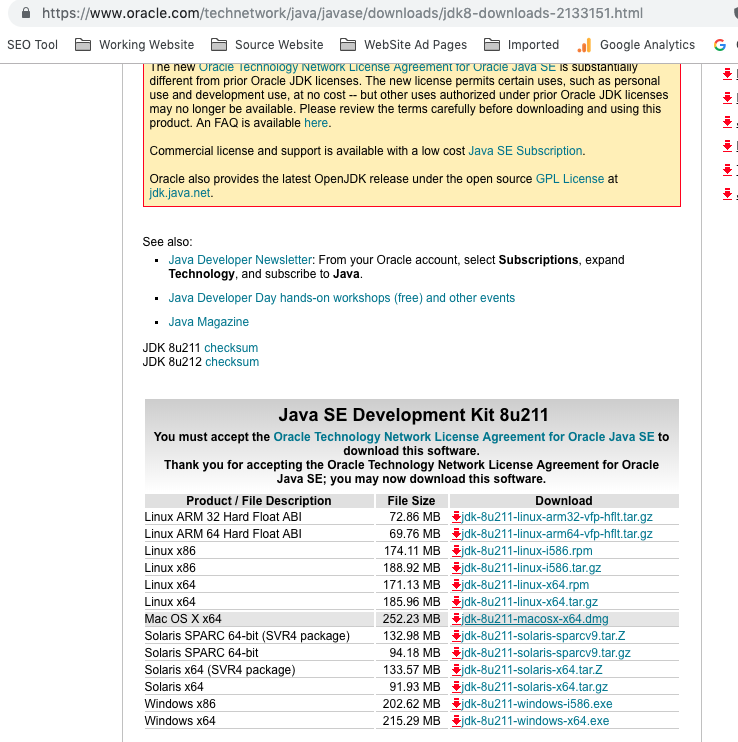 https://www.oracle.com/technetwork/java/javase/downloads/jdk8-downloads-2133151.html
SEO Tool Working Website Source Website WebSite Ad Pages Imported Google Analytics
The new Oracle Technology Network License Agreement for Oracle Java SE is substantially
different from prior Oracle JDK licenses. The new license permits certain uses, such as personal
use and development use, at no cost -- but other uses authorized under prior Oracle JDK licenses
may no longer be available. Please review the terms carefully before downloading and using this
product. An FAQ is available here.
Commercial license and support is available with a low cost Java SE Subscription.
Oracle also provides the latest OpenJDK release under the open source GPL License at
jdk.java.net.
See also:
Java Developer Newsletter: From your Oracle account, select Subscriptions, expand
Technology, and subscribe to Java.
Java Developer Day hands-on workshops (free) and other events
Java Magazine
JDK 8u211 checksum
JDK 8u212 checksum
Java SE Development Kit 8u211
You must accept the Oracle Technology Network License Agreement for Oracle Java SE to
download this software.
Thank you for accepting the Oracle Technology Network License Agreement for Oracle
Java SE; you may now download this software.
Product / File Description File Size Download
Linux ARM 32 Hard Float ABI 72.86 MB jdk-8u211-linux-arm32-vfp-hflt.tar.gz
Linux ARM 64 Hard Float ABI 69.76 MB jdk-8u211-linux-arm64-vfp-hflt.tar.gz
Linux x86 174.11 MB jdk-8u211-linux-i586.rpm
Linux x86 188.92 MB jdk-8u211-linux-i586.tar.gz
Linux x64 171.13 MB jdk-8u211-linux-x64.rpm
Linux x64 185.96 MB jdk-8u211-linux-x64.tar.gz
Mac OS X x64 252.23 MB jdk-8u211-macosx-x64.dmg
Solaris SPARC 64-bit (SVR4 package) 132.98 MB jdk-8u211-solaris-sparcv9.tar.Z
Solaris SPARC 64-bit 94.18 MB jdk-8u211-solaris-sparcv9.tar.gz
Solaris x64 (SVR4 package) 133.57 MB jdk-8u211-solaris-x64.tar.Z
Solaris x64 91.93 MB jdk-8u211-solaris-x64.tar.gz
Windows x86 202.62 MB jdk-8u211-windows-i586.exe
Windows x64 215.29 MB jdk-8u211-windows-x64.exe